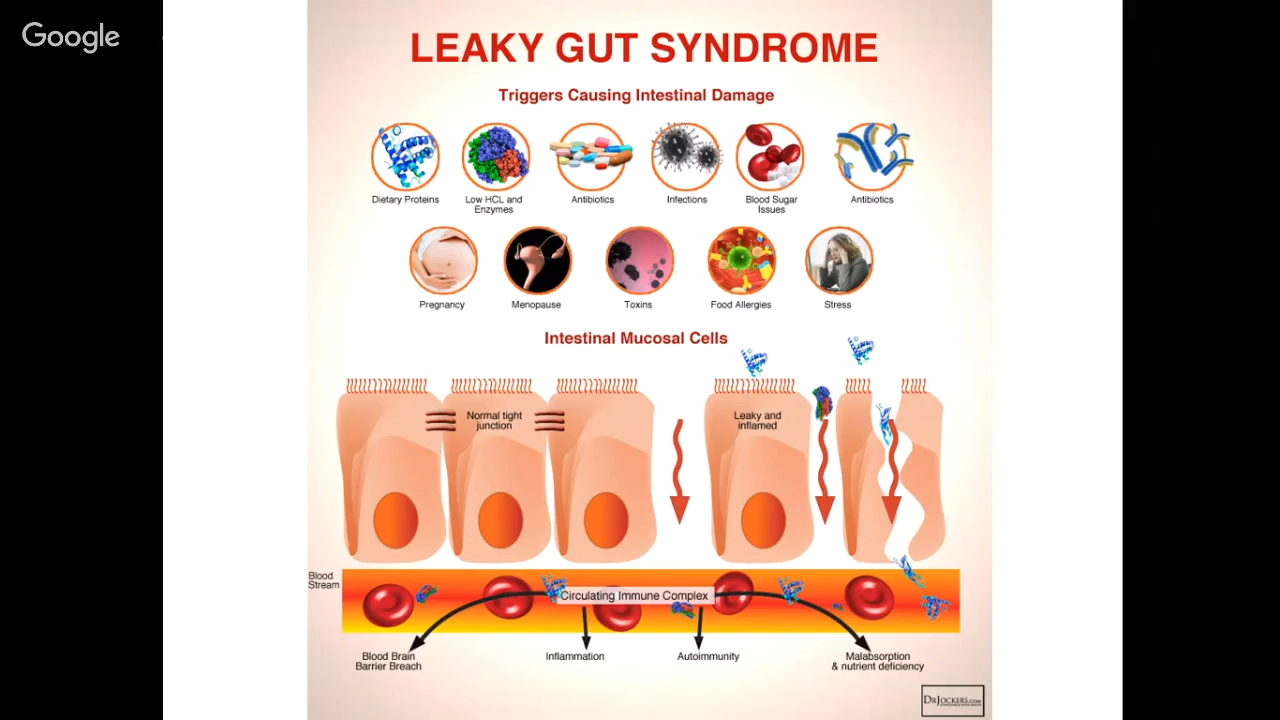 Google
LEAKY GUT SYNDROME
Triggers Causing Intestinal Damage
Dietary Proteins
Low HCL and
Enzymes
Antibiotics
Infections
Blood Sugar
Issues
Antibiotics
Pregnancy
Menopause
Toxins
Food Allergies
Stress
Intestinal Mucosal Cells
Normal tight
junction
Leaky and
inflamed
Blood
Stream
Circulating Immune Complex
Blood Brain
Barrier Breach
Inflammation
Autoimmunity
Malabsorption
& nutrient deficiency
DRJOCKERS.COM